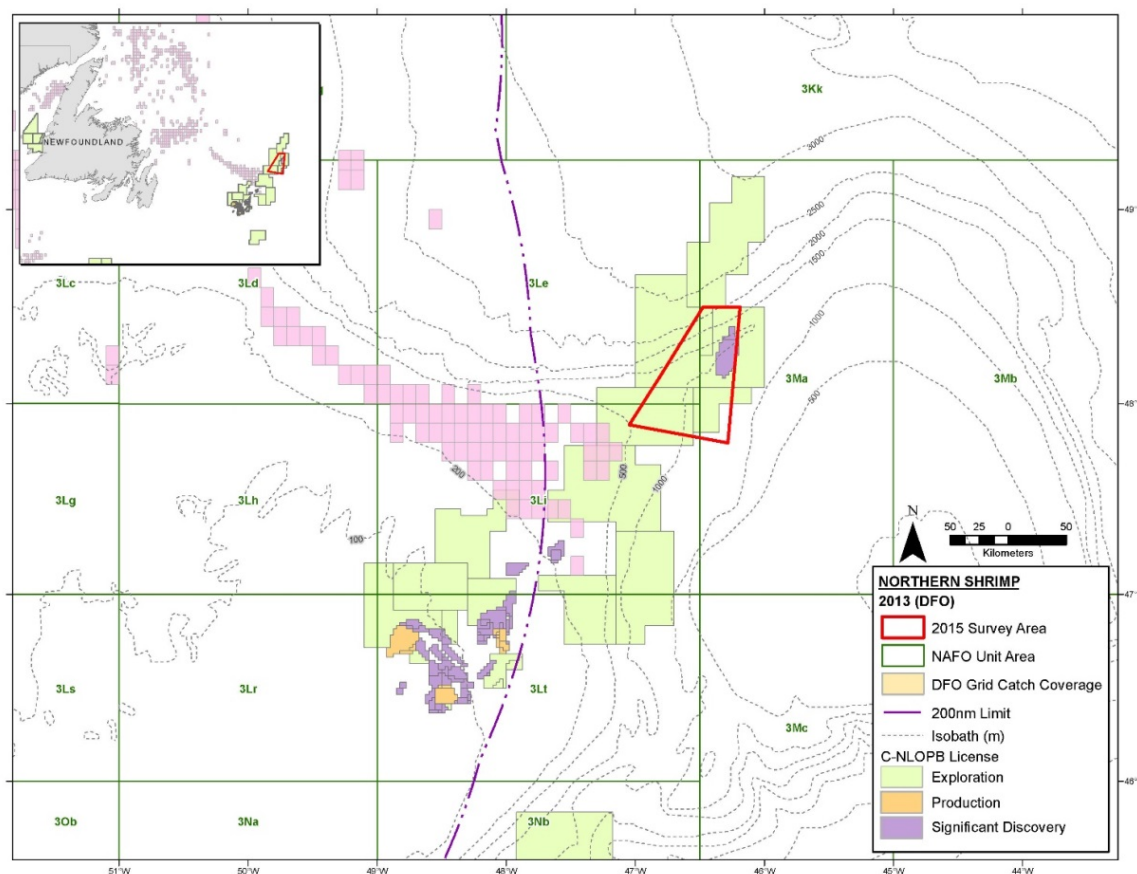 NEWFOUNDLAND
3Kk
3000
2500
2000
1500
1000
500
49°
3Lc
3Ld
3Le
3Ma
3Mb
48°
200
500
1000
3Lg
3Lh
3Li
100
N
50 25 0 50
Kilometers
47°
3Ls
3Lr
3Lt
3Mc
46°
3Ob
3Na
3Nb
NORTHERN SHRIMP
2013 (DFO)
2015 Survey Area
NAFO Unit Area
DFO Grid Catch Coverage
200nm Limit
Isobath (m)
C-NLOPB License
Exploration
Production
Significant Discovery
51°W
50°W
49°W
48°W
47°W
46°W
45°W
44°W